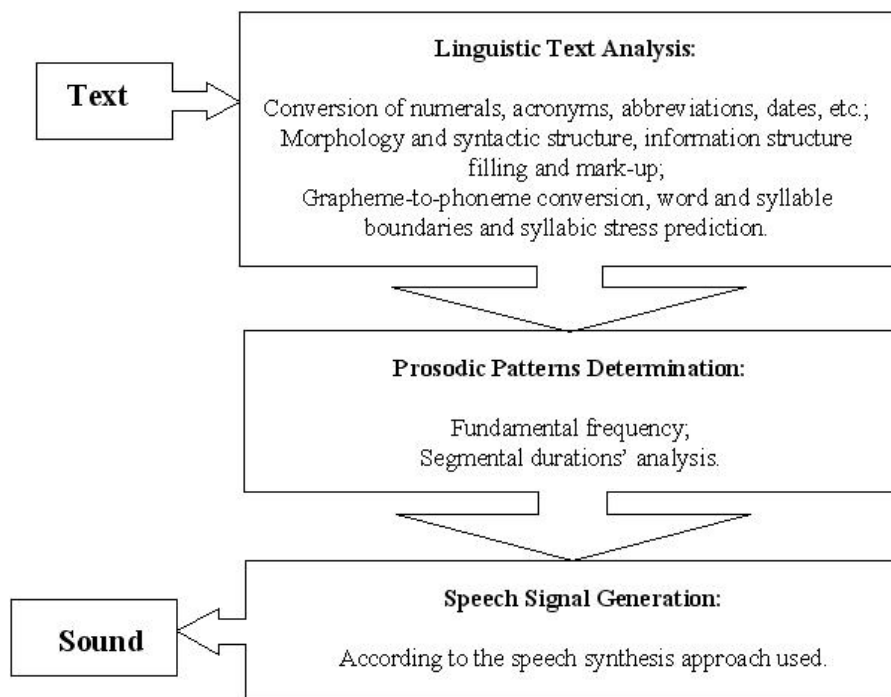 Text
Linguistic Text Analysis:
Conversion of numerals, acronyms, abbreviations, dates, etc.;
Morphology and syntactic structure, information structure
filling and mark-up;
Grapheme-to-phoneme conversion, word and syllable
boundaries and syllabic stress prediction.
Prosodic Patterns Determination:
Fundamental frequency;
Segmental durations’ analysis.
Speech Signal Generation:
According to the speech synthesis approach used.
Sound